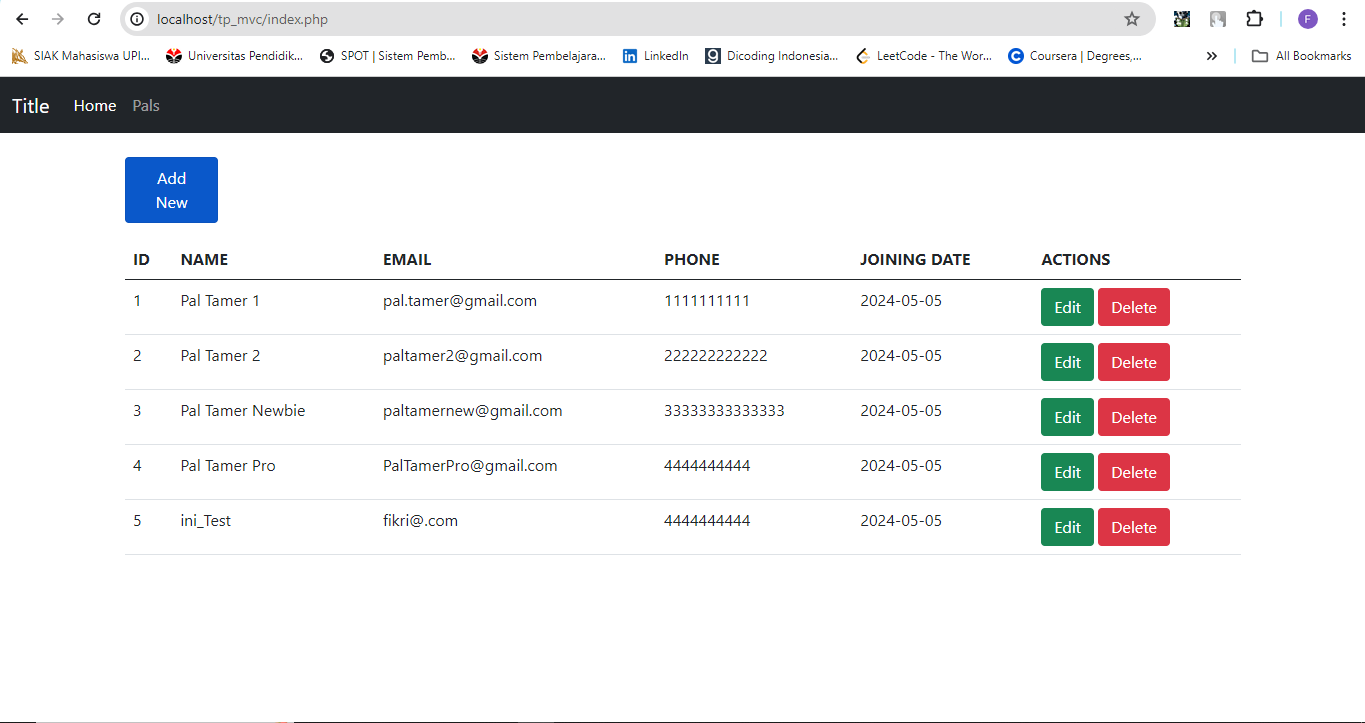 localhost/tp_mvc/index.php
F
SIAK Mahasiswa UPI... Universitas Pendidik... SPOT | Sistem Pemb... Sistem Pembelajara... LinkedIn Dicoding Indonesia... LeetCode - The Wor... Coursera | Degrees,... » All Bookmarks
Title Home Pals
Add
New
ID NAME EMAIL PHONE JOINING DATE ACTIONS
1 Pal Tamer 1 pal.tamer@gmail.com 1111111111 2024-05-05 Edit Delete
2 Pal Tamer 2 paltamer2@gmail.com 222222222222 2024-05-05 Edit Delete
3 Pal Tamer Newbie paltamernew@gmail.com 33333333333333 2024-05-05 Edit Delete
4 Pal Tamer Pro PalTamerPro@gmail.com 4444444444 2024-05-05 Edit Delete
5 ini_Test fikri@.com 4444444444 2024-05-05 Edit Delete